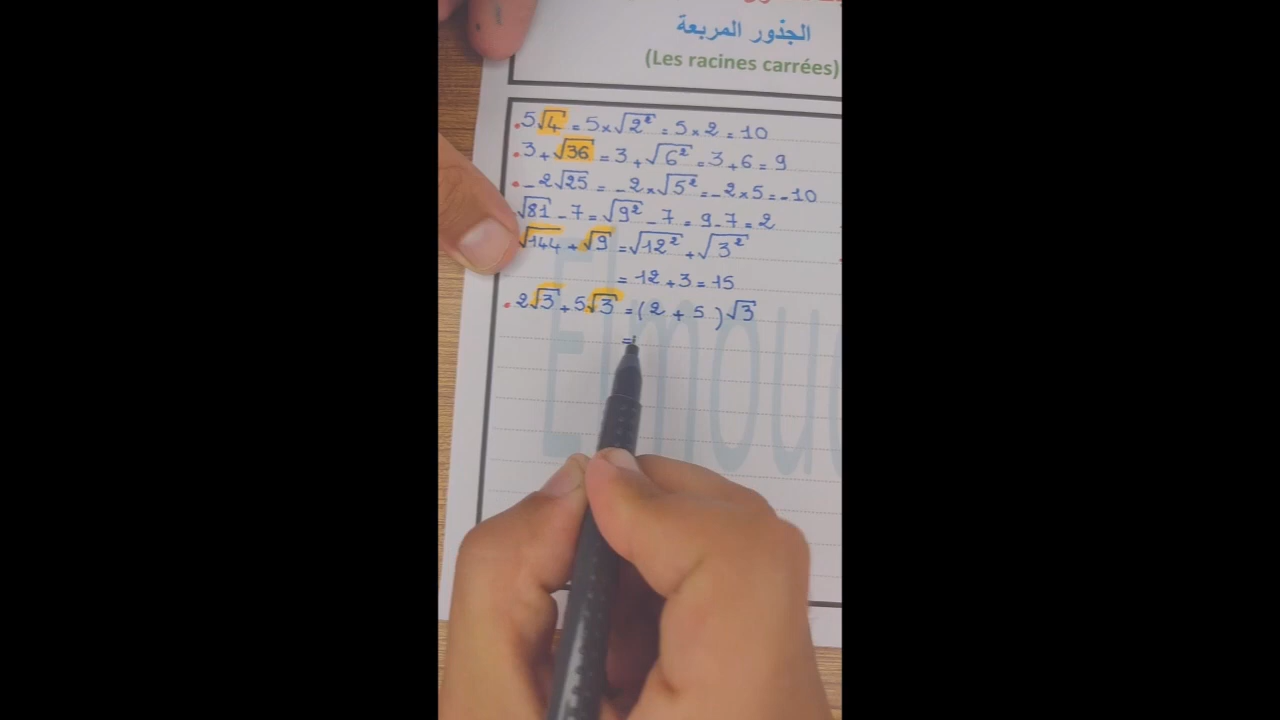 الجذور المربعة
(Les racines carrées)
. 5√4 = 5×√2² = 5×2 = 10
. 3+√36 = 3+√6² = 3+6 = 9
. -2√25 = -2×√5² = -2×5 = -10
√81 - 7 = √9² - 7 = 9-7 = 2
√144 + √9 = √12² + √3²
= 12+3 = 15
. 2√3 + 5√3 = (2 + 5)√3
=
Elmoua